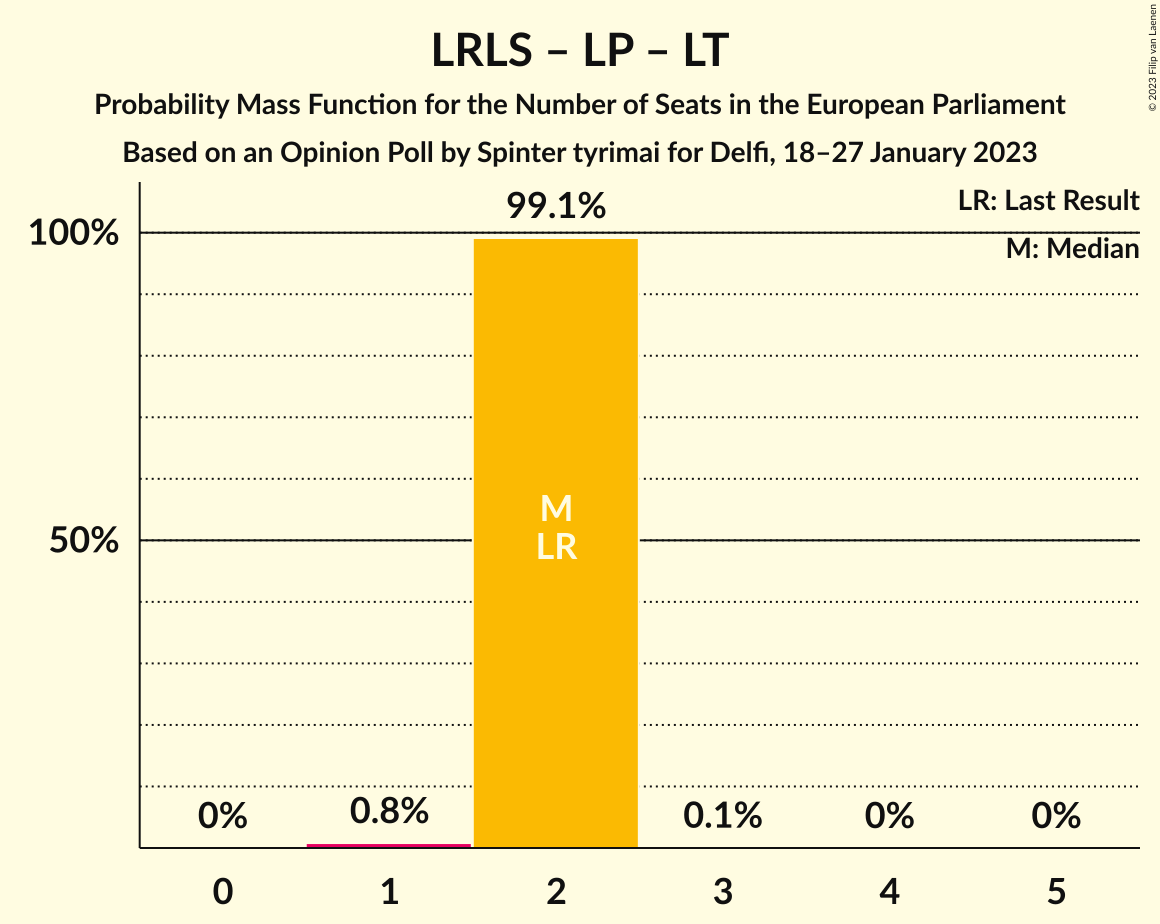 LRLS – LP – LT
Probability Mass Function for the Number of Seats in the European Parliament
Based on an Opinion Poll by Spinter tyrimai for Delfi, 18–27 January 2023
© 2023 Filip van Laenen
LR: Last Result
M: Median
100%
50%
99.1%
M
LR
0%
0.8%
0.1%
0%
0%
0
1
2
3
4
5